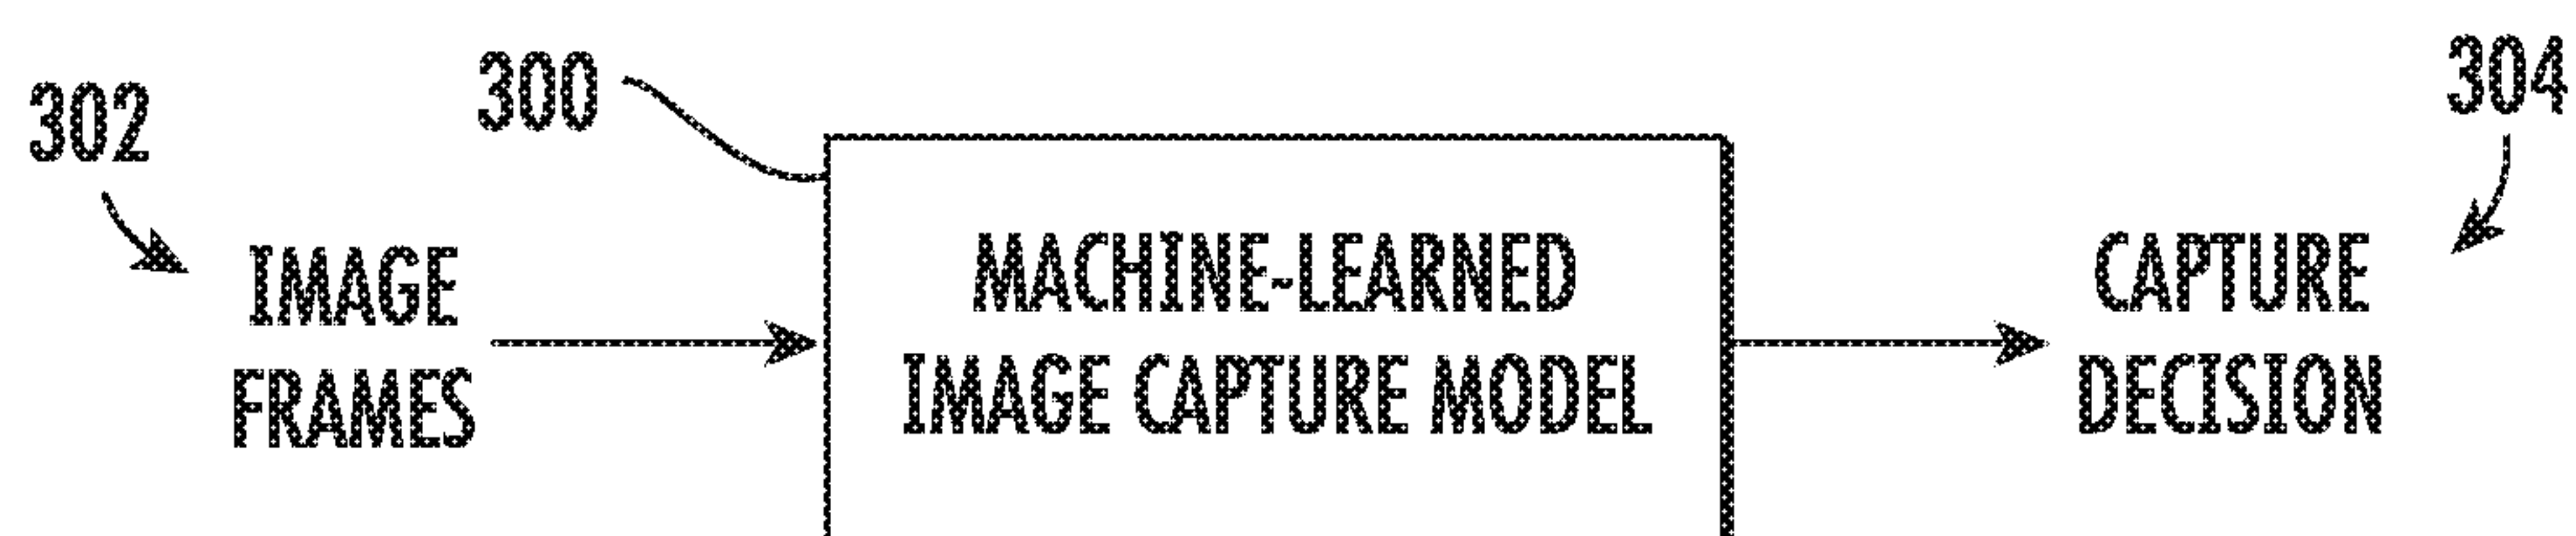 302
300
304
IMAGE
FRAMES
MACHINE-LEARNED
IMAGE CAPTURE MODEL
CAPTURE
DECISION